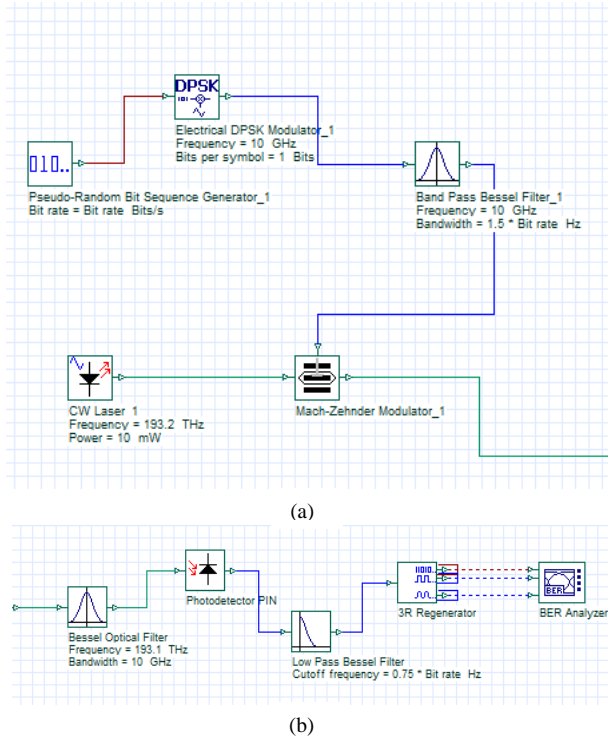 DPSK
Electrical DPSK Modulator_1
Frequency = 10 GHz
Bits per symbol = 1 Bits
010..
Pseudo-Random Bit Sequence Generator_1
Bit rate = Bit rate Bits/s
Band Pass Bessel Filter_1
Frequency = 10 GHz
Bandwidth = 1.5 * Bit rate Hz
CW Laser 1
Frequency = 193.2 THz
Power = 10 mW
Mach-Zehnder Modulator_1
(a)
Photodetector PIN
Bessel Optical Filter
Frequency = 193.1 THz
Bandwidth = 10 GHz
Low Pass Bessel Filter
Cutoff frequency = 0.75 * Bit rate Hz
3R Regenerator
BER
BER Analyzer
(b)